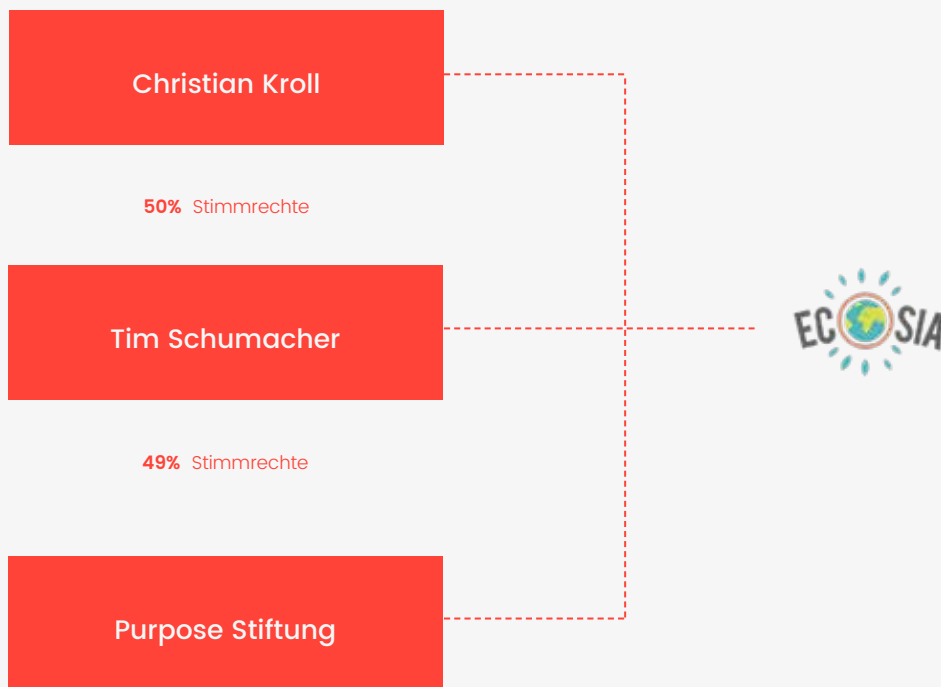 Christian Kroll
50% Stimmrechte
Tim Schumacher
ECOSIA
49% Stimmrechte
Purpose Stiftung